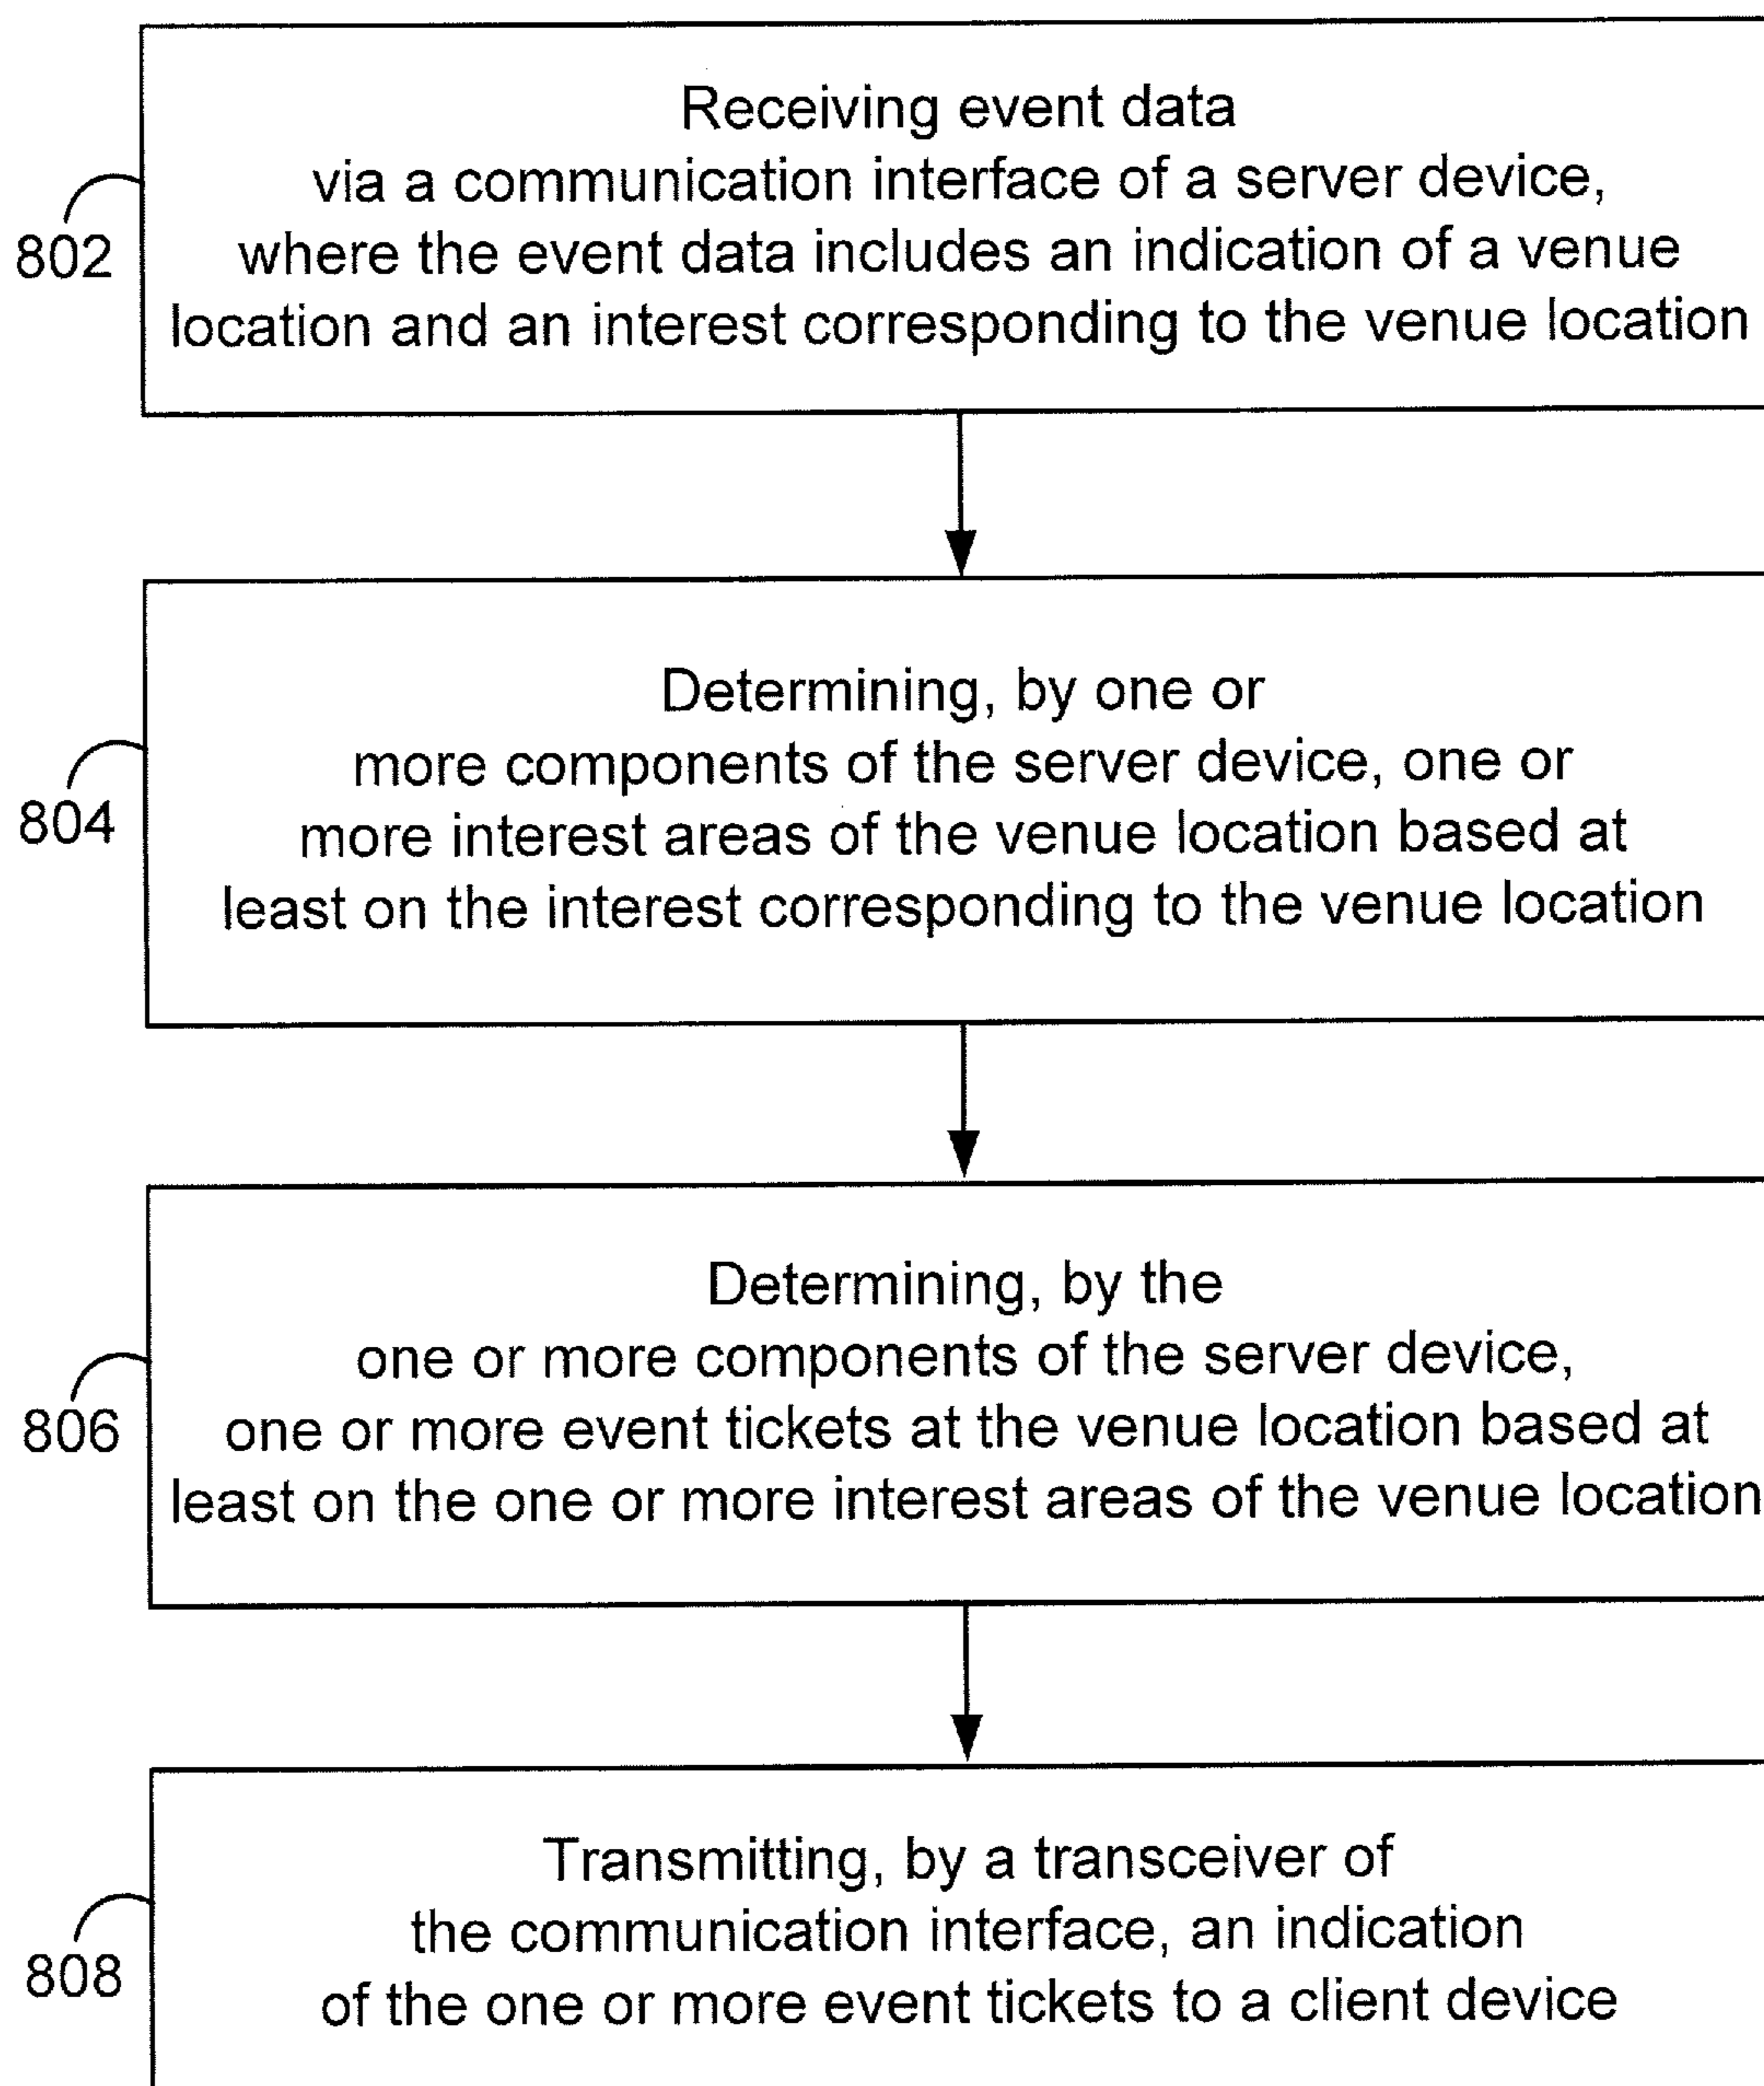 Receiving event data
via a communication interface of a server device,
802
where the event data includes an indication of a venue
location and an interest corresponding to the venue location
Determining, by one or
more components of the server device, one or
804
more interest areas of the venue location based at
least on the interest corresponding to the venue location
Determining, by the
one or more components of the server device,
806
one or more event tickets at the venue location based at
least on the one or more interest areas of the venue location
Transmitting, by a transceiver of
the communication interface, an indication
808
of the one or more event tickets to a client device